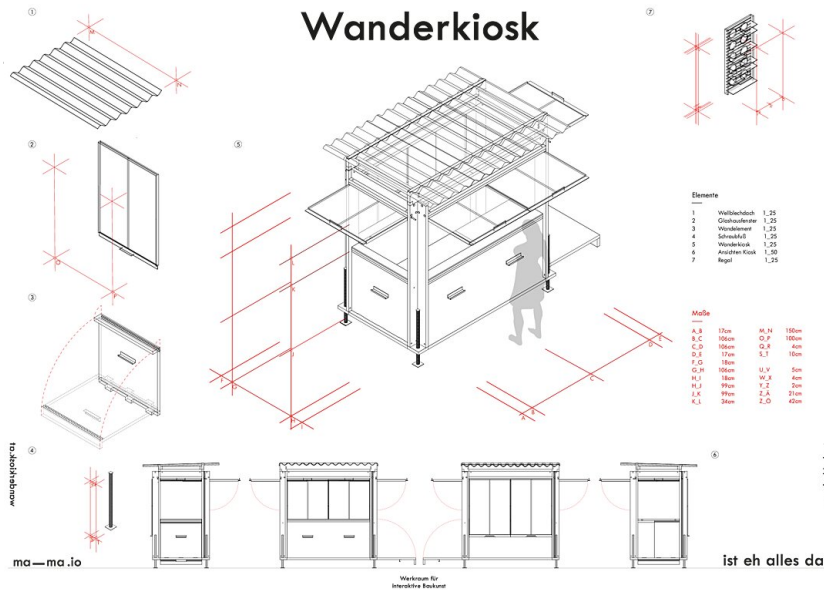 Wanderkiosk
1
M
N
2
O
P
3
4
5
A
B
C
D
E
F
G
H
I
J
K
L
6
7
Elemente
1 Wellblechdach 1_25
2 Glashausfenster 1_25
3 Wandelement 1_25
4 Schraubfuß 1_25
5 Wanderkiosk 1_25
6 Ansichten Kiosk 1_50
7 Regal 1_25
Maße
A_B 17cm
B_C 106cm
C_D 106cm
D_E 17cm
F_G 18cm
G_H 106cm
H_I 18cm
H_J 99cm
J_K 99cm
K_L 34cm
M_N 150cm
O_P 100cm
Q_R 4cm
S_T 10cm
U_V 5cm
W_X 4cm
Y_Z 2cm
Z_Ä 21cm
Z_Ö 42cm
wanderkiosk.at
ma—ma.io
Werkraum für
Interaktive Baukunst
ist eh alles da